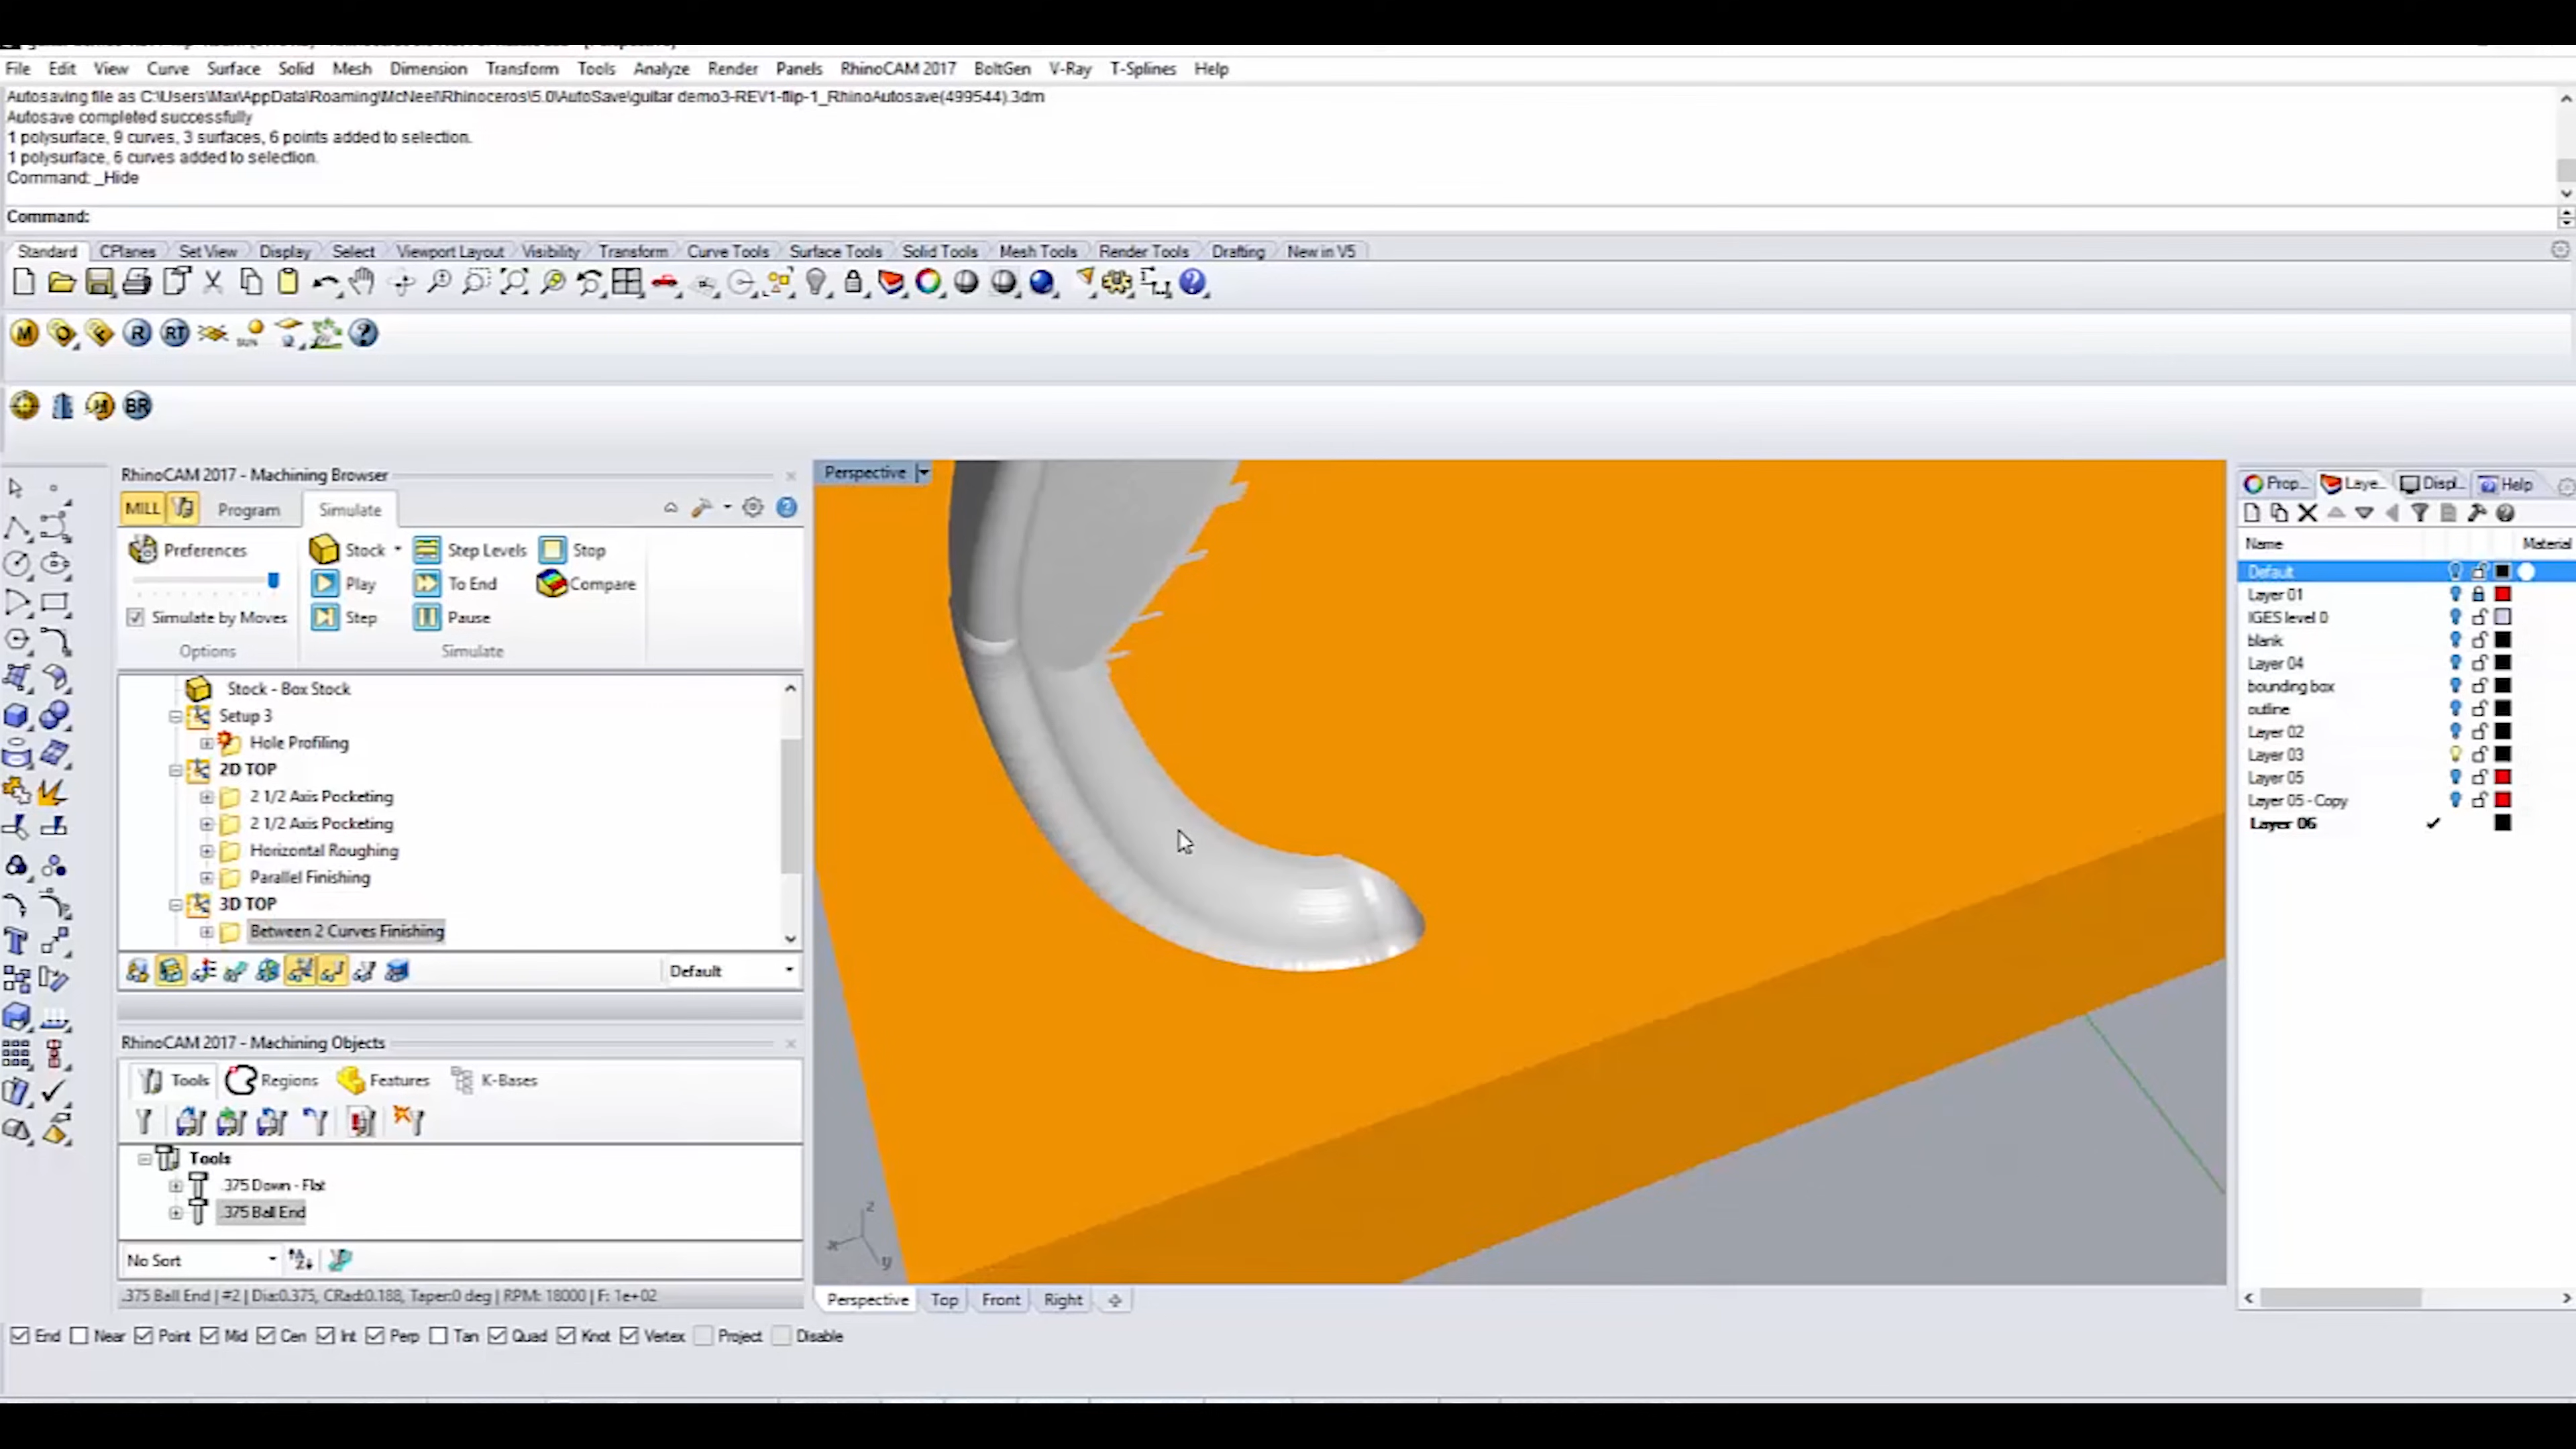 File Edit View Curve Surface Solid Mesh Dimension Transform Tools Analyze Render Panels RhinoCAM 2017 BoltGen V-Ray T-Splines Help
Autosaving file as C:\Users\Max\AppData\Roaming\McNeel\Rhinoceros\5.0\AutoSave\guitar demo3-REV1-flip-1_RhinoAutosave(499544).3dm
Autosave completed successfully
1 polysurface, 9 curves, 3 surfaces, 6 points added to selection.
1 polysurface, 6 curves added to selection.
Command: _Hide
Command:
Standard CPlanes Set View Display Select Viewport Layout Visibility Transform Curve Tools Surface Tools Solid Tools Mesh Tools Render Tools Drafting New in V5
M O F R RT SUN ?
BR
RhinoCAM 2017 - Machining Browser
MILL Program Simulate
Preferences Stock Step Levels Stop
Play To End Compare
Simulate by Moves Step Pause
Options Simulate
Stock - Box Stock
Setup 3
Hole Profiling
2D TOP
2 1/2 Axis Pocketing
2 1/2 Axis Pocketing
Horizontal Roughing
Parallel Finishing
3D TOP
Between 2 Curves Finishing
Default
RhinoCAM 2017 - Machining Objects
Tools Regions Features K-Bases
Tools
.375 Down - Flat
.375 Ball End
No Sort
.375 Ball End | #2 | Dia:0.375, CRad:0.188, Taper:0 deg | RPM: 18000 | F: 1e+02
Perspective
z
x
y
Perspective Top Front Right
Prop... Laye... Displ... Help
Name Material
Default
Layer 01
IGES level 0
blank
Layer 04
bounding box
outline
Layer 02
Layer 03
Layer 05
Layer 05 - Copy
Layer 06
End Near Point Mid Cen Int Perp Tan Quad Knot Vertex Project Disable